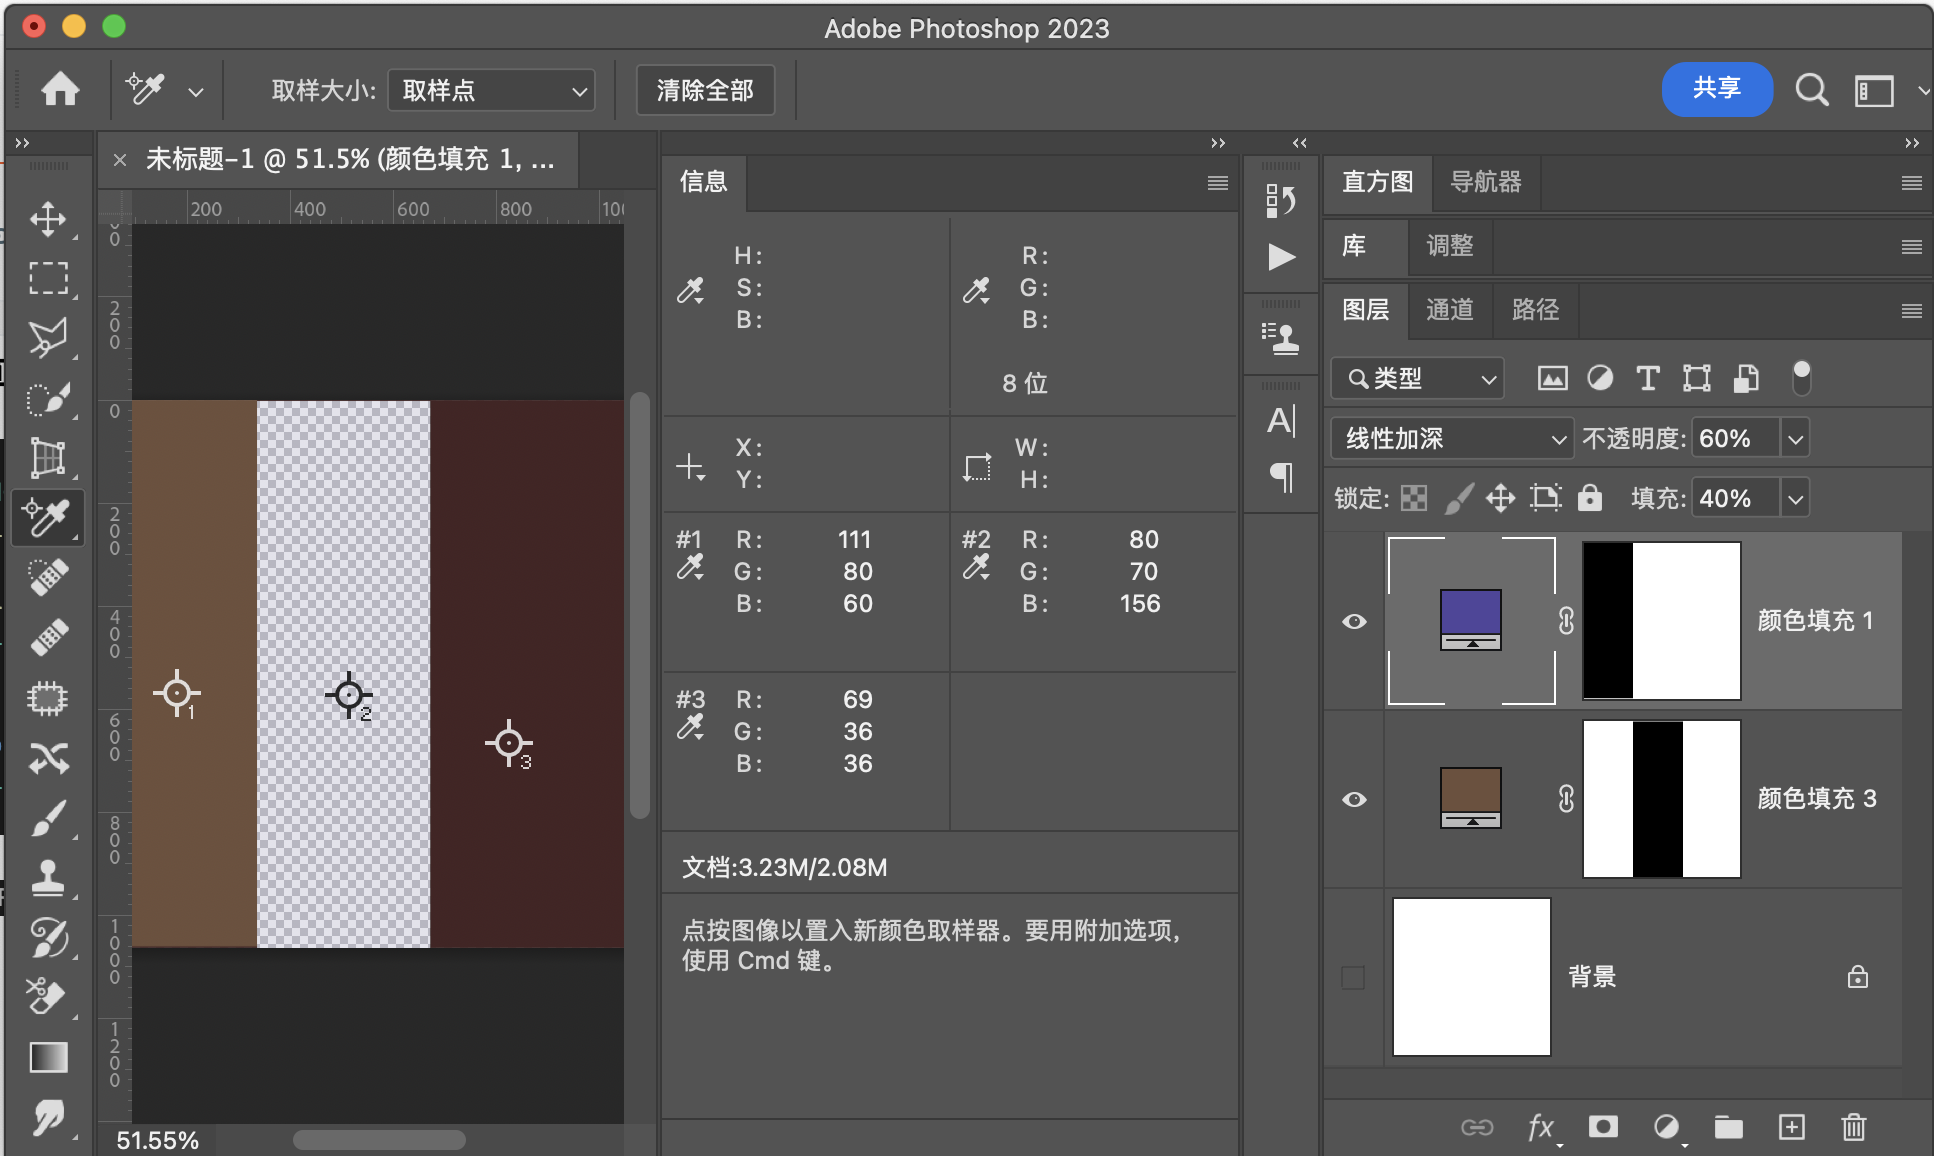 Adobe Photoshop 2023
取样大小: 取样点 清除全部 共享
× 未标题-1 @ 51.5% (颜色填充 1, ...
200 400 600 800
0
200
0
200
400
600
800
1000
1200
1
2
3
51.55%
信息
H:
S:
B:
R:
G:
B:
8 位
X:
Y:
W:
H:
#1 R: 111
G: 80
B: 60
#2 R: 80
G: 70
B: 156
#3 R: 69
G: 36
B: 36
文档:3.23M/2.08M
点按图像以置入新颜色取样器。要用附加选项,
使用 Cmd 键。
直方图 导航器
库 调整
图层 通道 路径
类型
线性加深 不透明度: 60%
锁定: 填充: 40%
颜色填充 1
颜色填充 3
背景
fx